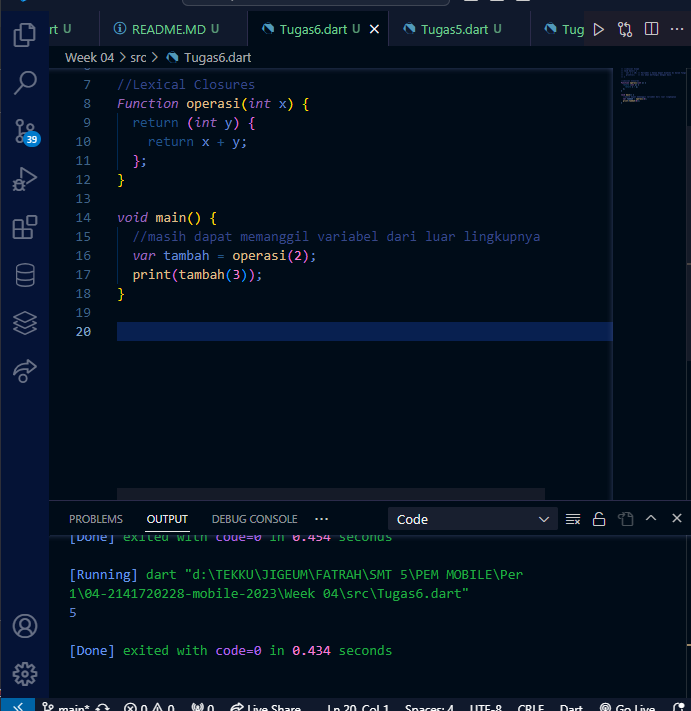 rt U README.MD U Tugas6.dart U Tugas5.dart U Tug
Week 04 > src > Tugas6.dart
7 //Lexical Closures
8 Function operasi(int x) {
9 return (int y) {
10 return x + y;
11 };
12 }
13
14 void main() {
15 //masih dapat memanggil variabel dari luar lingkupnya
16 var tambah = operasi(2);
17 print(tambah(3));
18 }
19
20
39
PROBLEMS OUTPUT DEBUG CONSOLE ··· Code
[Done] exited with code=0 in 0.454 seconds
[Running] dart "d:\TEKKU\JIGEUM\FATRAH\SMT 5\PEM MOBILE\Per
1\04-2141720228-mobile-2023\Week 04\src\Tugas6.dart"
5
[Done] exited with code=0 in 0.434 seconds
main* 0 0 0 Live Share Ln 20, Col 1 Spaces: 4 UTF-8 CRLF Dart Go Live